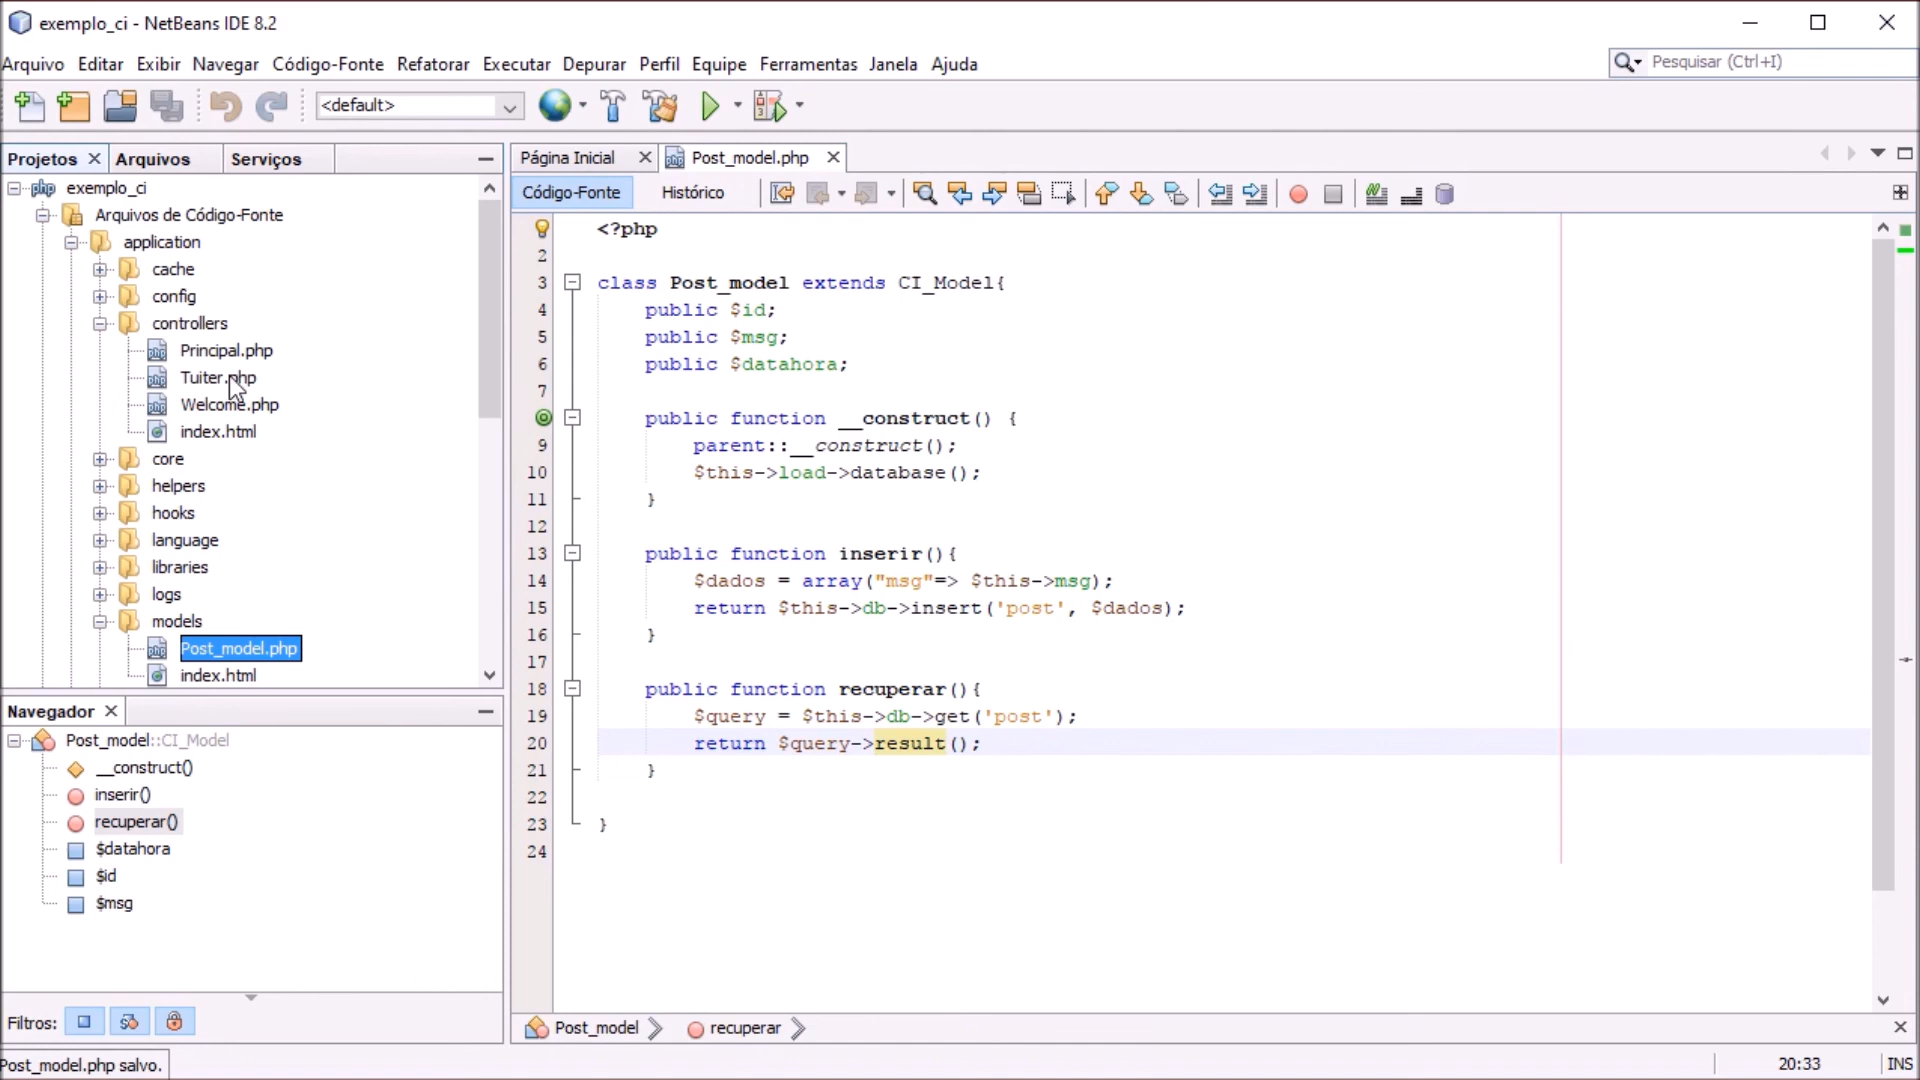 exemplo_ci - NetBeans IDE 8.2
Arquivo Editar Exibir Navegar Código-Fonte Refatorar Executar Depurar Perfil Equipe Ferramentas Janela Ajuda
Pesquisar (Ctrl+I)
<default>
Projetos Arquivos Serviços
exemplo_ci
Arquivos de Código-Fonte
application
cache
config
controllers
Principal.php
Tuiter.php
Welcome.php
index.html
core
helpers
hooks
language
libraries
logs
models
Post_model.php
index.html
Navegador
Post_model::CI_Model
__construct()
inserir()
recuperar()
$datahora
$id
$msg
Filtros:
Post_model.php salvo.
Página Inicial Post_model.php
Código-Fonte Histórico
<?php
2
3 class Post_model extends CI_Model{
4 public $id;
5 public $msg;
6 public $datahora;
7
public function __construct() {
9 parent::__construct();
10 $this->load->database();
11 }
12
13 public function inserir(){
14 $dados = array("msg"=> $this->msg);
15 return $this->db->insert('post', $dados);
16 }
17
18 public function recuperar(){
19 $query = $this->db->get('post');
20 return $query->result();
21 }
22
23 }
24
Post_model recuperar
20:33 INS